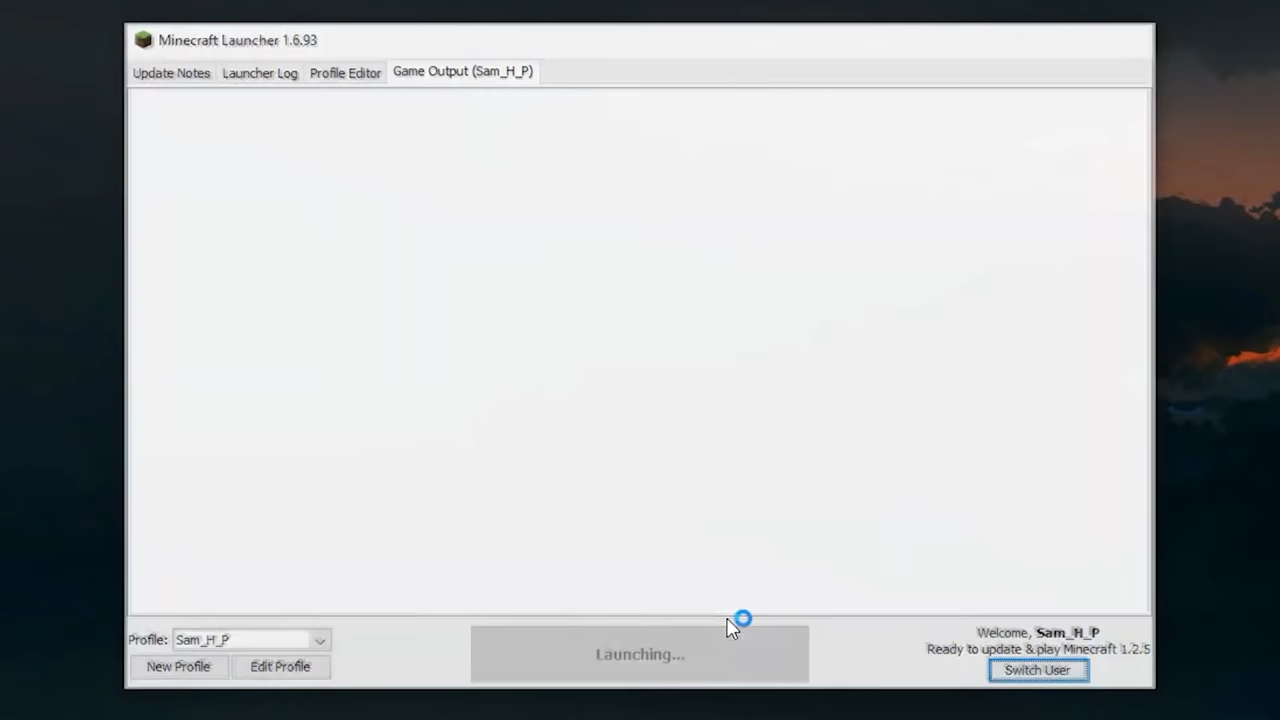 Minecraft Launcher 1.6.93
Update Notes
Launcher Log
Profile Editor
Game Output (Sam_H_P)
Profile: Sam_H_P
New Profile
Edit Profile
Launching...
Welcome, Sam_H_P
Ready to update & play Minecraft 1.2.5
Switch User